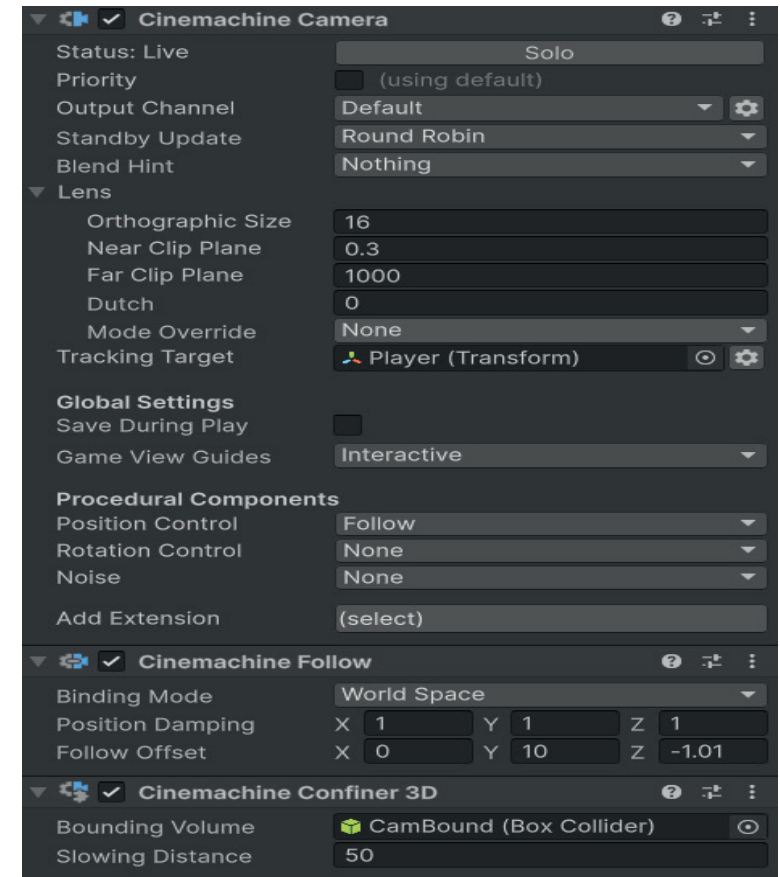 Cinemachine Camera
Status: Live Solo
Priority (using default)
Output Channel Default
Standby Update Round Robin
Blend Hint Nothing
Lens
Orthographic Size 16
Near Clip Plane 0.3
Far Clip Plane 1000
Dutch 0
Mode Override None
Tracking Target Player (Transform)
Global Settings
Save During Play
Game View Guides Interactive
Procedural Components
Position Control Follow
Rotation Control None
Noise None
Add Extension (select)
Cinemachine Follow
Binding Mode World Space
Position Damping X 1 Y 1 Z 1
Follow Offset X 0 Y 10 Z -1.01
Cinemachine Confiner 3D
Bounding Volume CamBound (Box Collider)
Slowing Distance 50